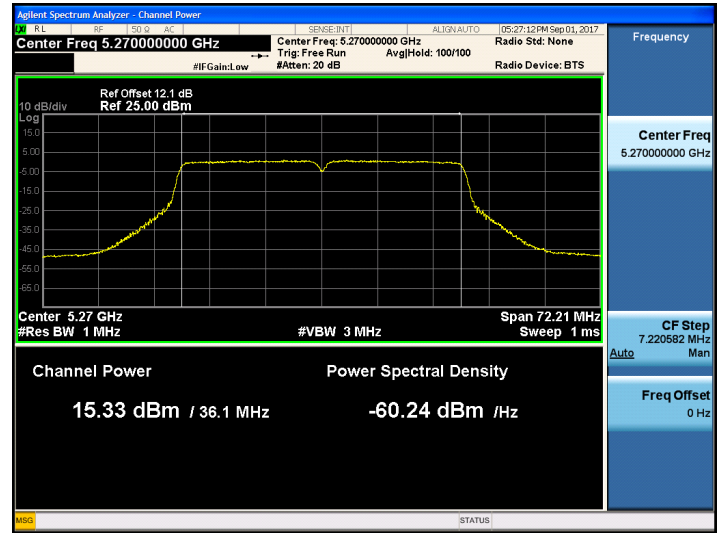 Agilent Spectrum Analyzer - Channel Power
LXI RL RF 50 Ω AC SENSE:INT ALIGN AUTO 05:27:12 PM Sep 01, 2017
Center Freq 5.270000000 GHz
Center Freq: 5.270000000 GHz
Radio Std: None
Trig: Free Run Avg|Hold: 100/100
#IFGain:Low
#Atten: 20 dB
Radio Device: BTS
Ref Offset 12.1 dB
10 dB/div Ref 25.00 dBm
Log
15.0
5.00
-5.00
-15.0
-25.0
-35.0
-45.0
-55.0
-65.0
Center 5.27 GHz
Span 72.21 MHz
#Res BW 1 MHz
#VBW 3 MHz
Sweep 1 ms
Channel Power
Power Spectral Density
15.33 dBm / 36.1 MHz
-60.24 dBm /Hz
Frequency
Center Freq
5.270000000 GHz
CF Step
7.220582 MHz
Auto Man
Freq Offset
0 Hz
MSG
STATUS